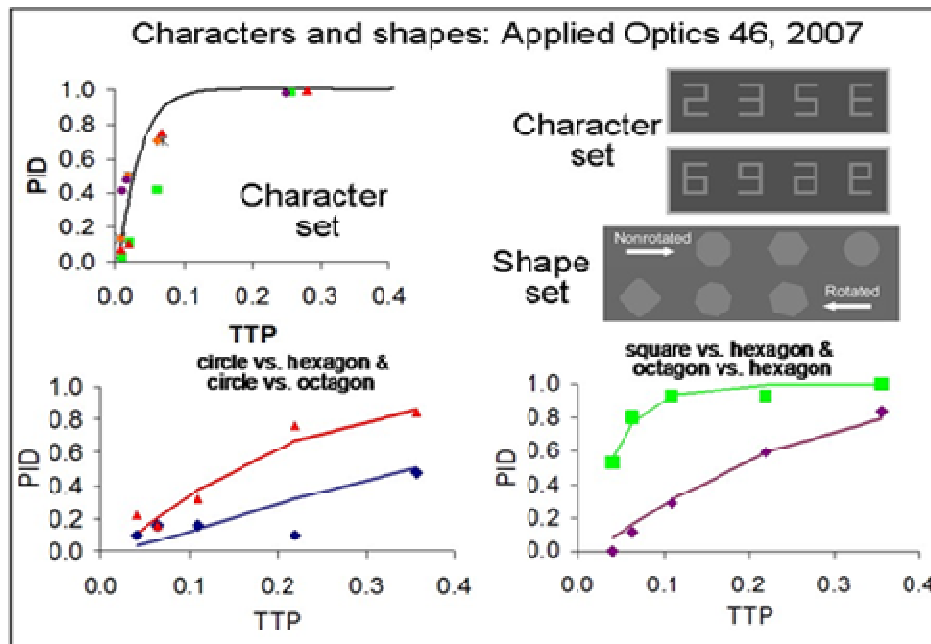 Characters and shapes: Applied Optics 46, 2007
1.0
0.8
0.6
0.4
0.2
0.0
PID
Character
set
0.0 0.1 0.2 0.3 0.4
TTP
Character
set
2 3 5 E
6 9 a e
Shape
set
Nonrotated
Rotated
circle vs. hexagon &
circle vs. octagon
1.0
0.8
0.6
0.4
0.2
0.0
PID
0.0 0.1 0.2 0.3 0.4
TTP
square vs. hexagon &
octagon vs. hexagon
1.0
0.8
0.6
0.4
0.2
0.0
PID
0.0 0.1 0.2 0.3 0.4
TTP